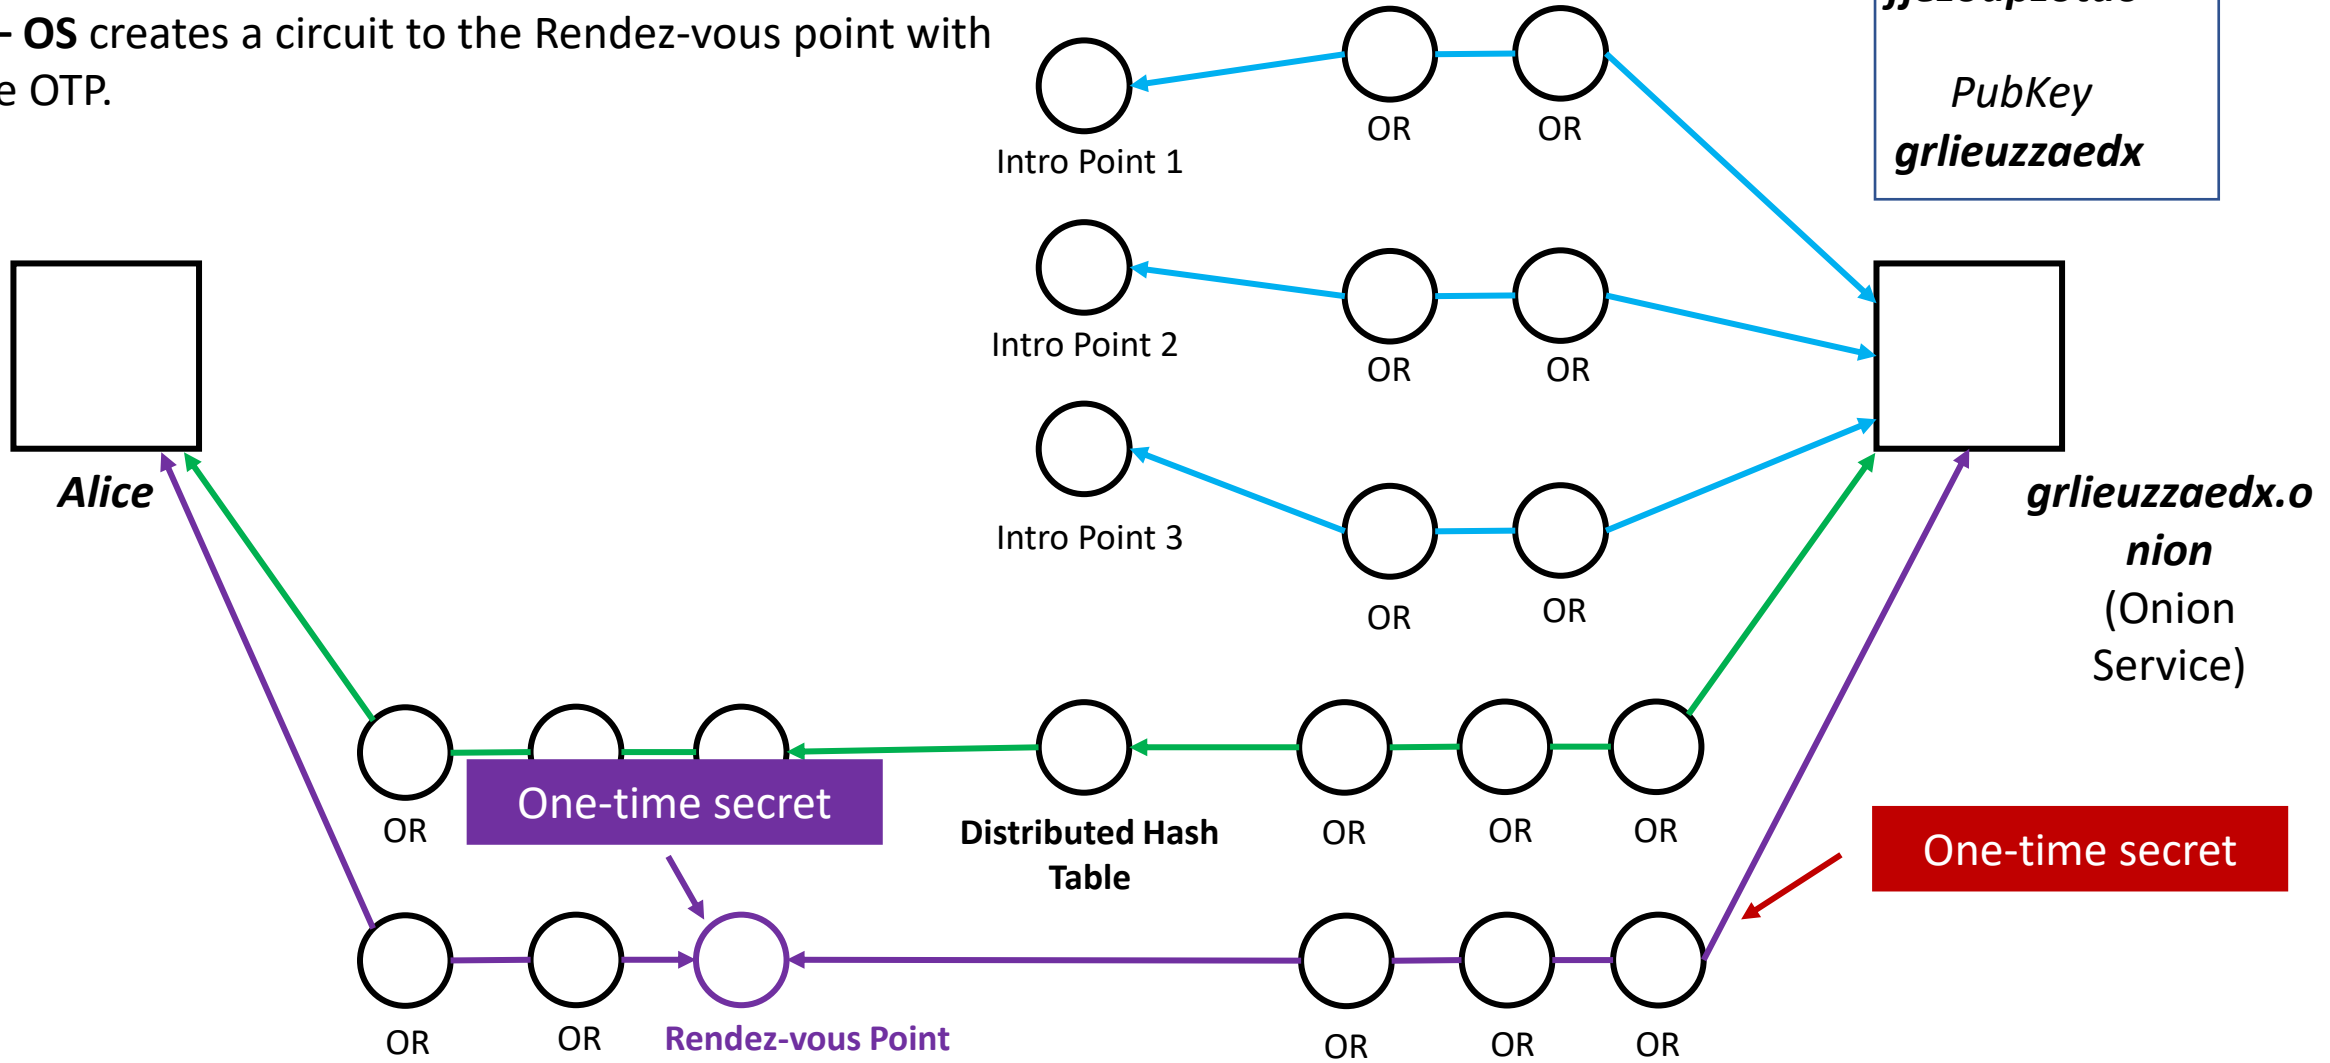 - OS creates a circuit to the Rendez-vous point with
e OTP.
PubKey
grlieuzzaedx
OR
OR
Intro Point 1
Intro Point 2
OR
OR
Alice
grlieuzzaedx.o
nion
(Onion
Service)
Intro Point 3
OR
OR
One-time secret
OR
Distributed Hash
Table
OR
OR
OR
One-time secret
OR
OR
Rendez-vous Point
OR
OR
OR